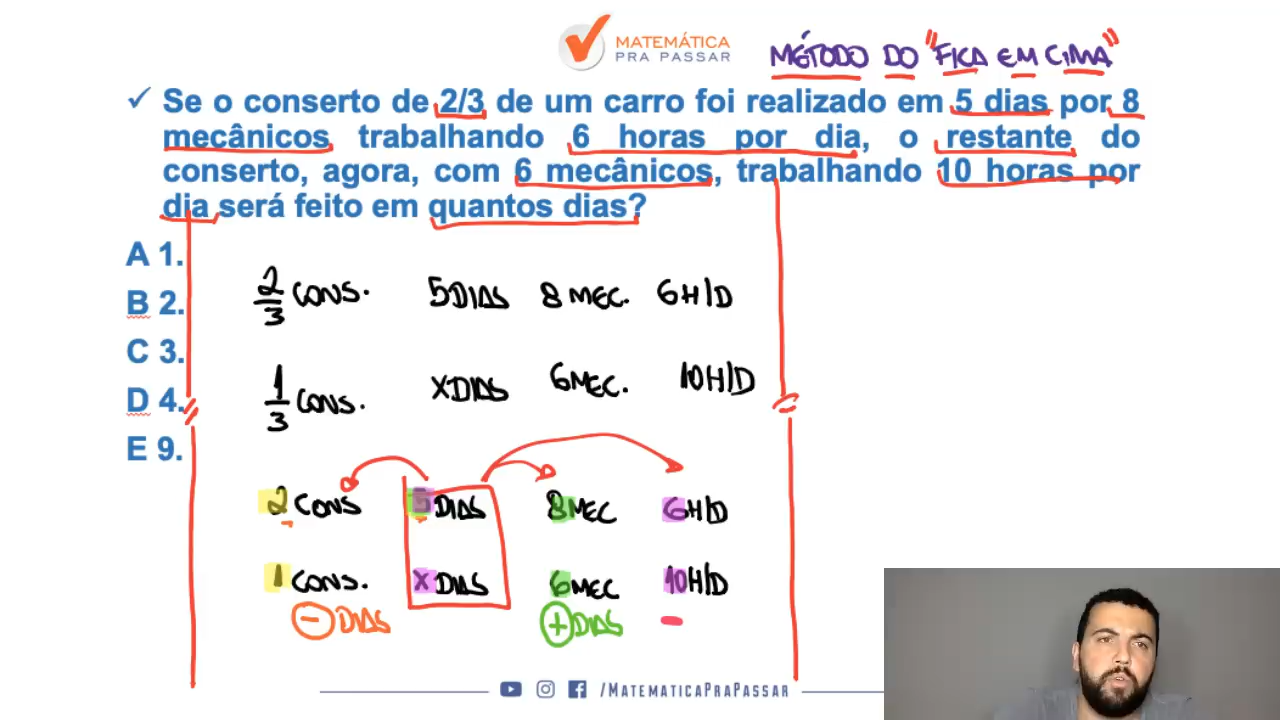 MATEMÁTICA
PRA PASSAR
MÉTODO DO "FICA EM CIMA"
✓ Se o conserto de 2/3 de um carro foi realizado em 5 dias por 8
mecânicos trabalhando 6 horas por dia, o restante do
conserto, agora, com 6 mecânicos, trabalhando 10 horas por
dia será feito em quantos dias?
A 1.
B 2.
C 3.
D 4.
E 9.
2/3 CONS. 5 DIAS 8 MEC. 6H/D
1/3 CONS. X DIAS 6 MEC. 10H/D
2 CONS 5 DIAS 8 MEC 6H/D
1 CONS. X DIAS 6 MEC 10H/D
- DIAS + DIAS -
/MATEMATICAPRAPASSAR